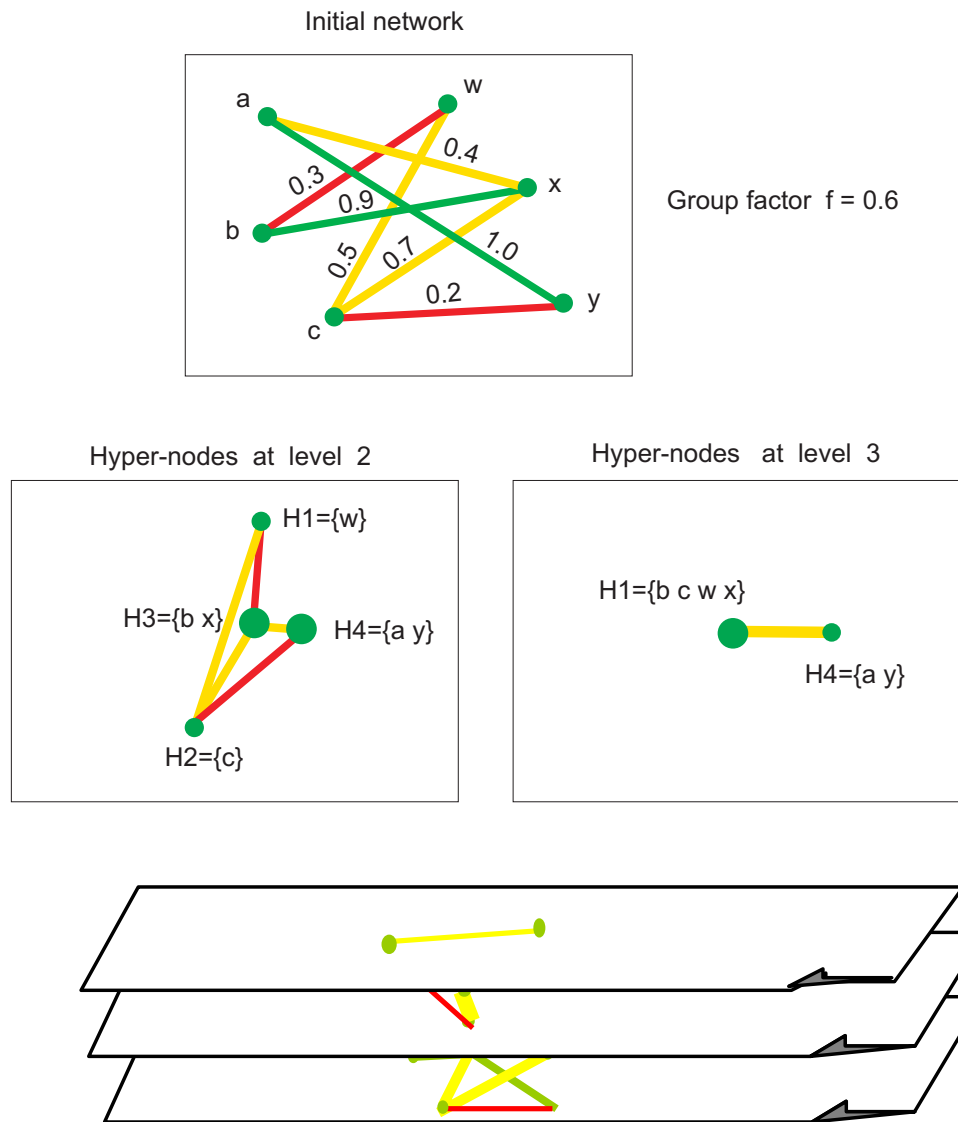 Initial network
a
w
0.4
0.3
x
0.9
Group factor f = 0.6
b
0.5
0.7
1.0
0.2
y
c
Hyper-nodes at level 2
H1={w}
H3={b x}
H4={a y}
H2={c}
Hyper-nodes at level 3
H1={b c w x}
H4={a y}